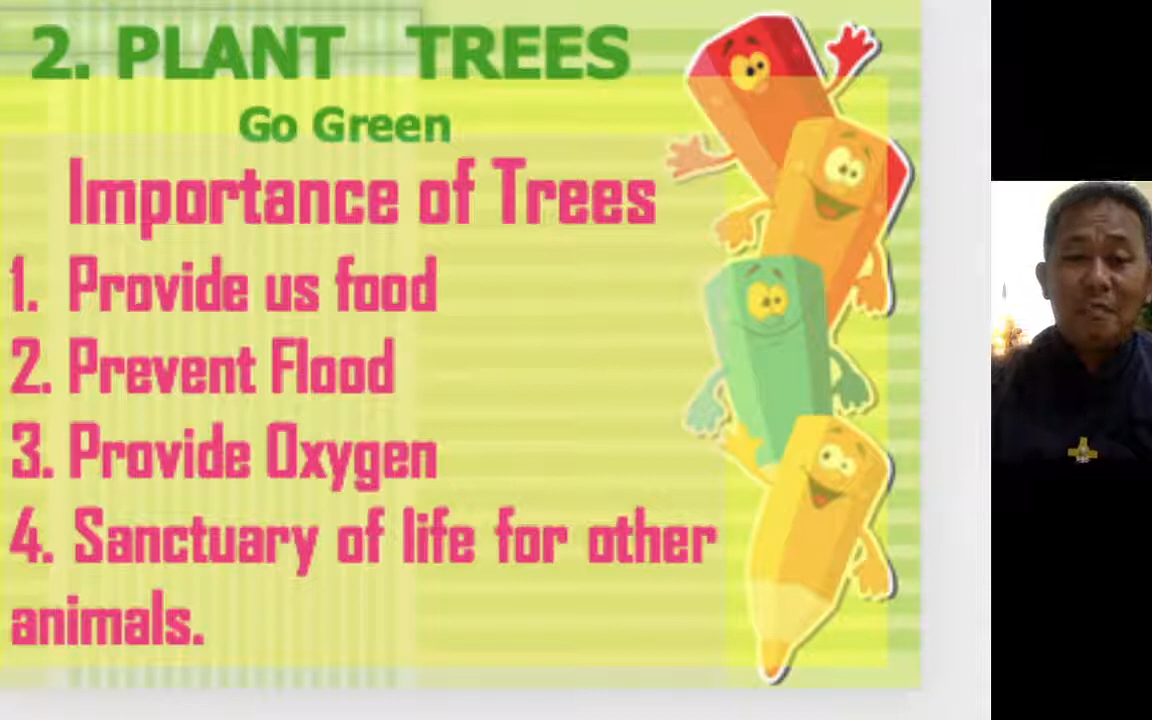 2. PLANT TREES
Go Green
Importance of Trees
1. Provide us food
2. Prevent Flood
3. Provide Oxygen
4. Sanctuary of life for other
animals.